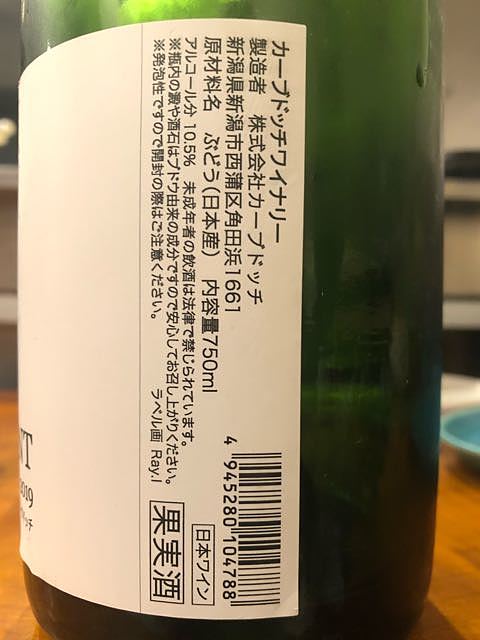 カーブドッチワイナリー
製造者 株式会社カーブドッチ
新潟県新潟市西蒲区角田浜1661
原材料名 ぶどう(日本産) 内容量750ml
アルコール分 10.5% 未成年者の飲酒は法律で禁じられています。
※瓶内の澱や酒石はブドウ由来の成分ですので安心してお召し上がりください。
※発泡性ですので開封の際はご注意ください。
ラベル画 Ray.I
4 945280 104788
日本ワイン
果実酒
NT
2019
ッチ